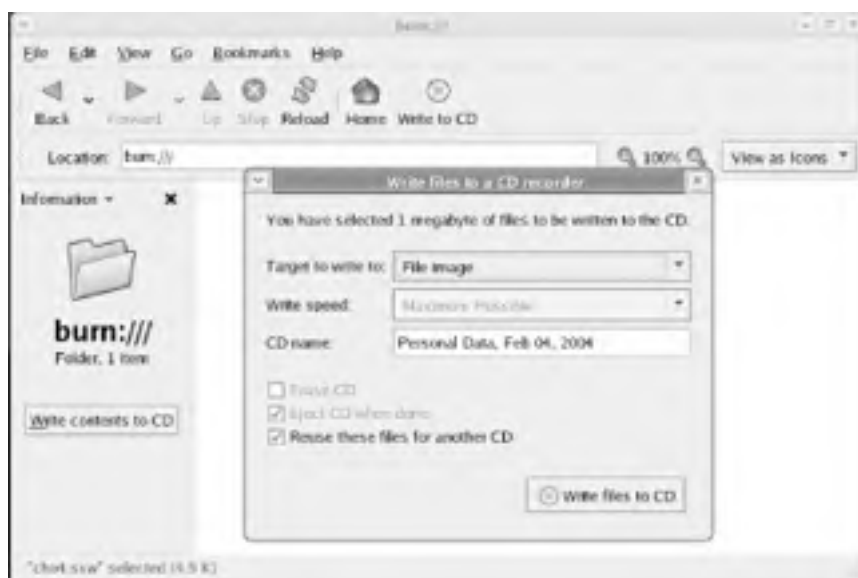 burn:///
File Edit View Go Bookmarks Help
Back Forward Up Stop Reload Home Write to CD
Location: burn:///
100%
View as Icons
Information
burn:///
Folder, 1 item
Write contents to CD
Write files to a CD recorder
You have selected 1 megabyte of files to be written to the CD.
Target to write to: File image
Write speed: Maximum Possible
CD name: Personal Data, Feb 04, 2004
Erase CD
Eject CD when done
Reuse these files for another CD
Write files to CD
selected (4.9 K)